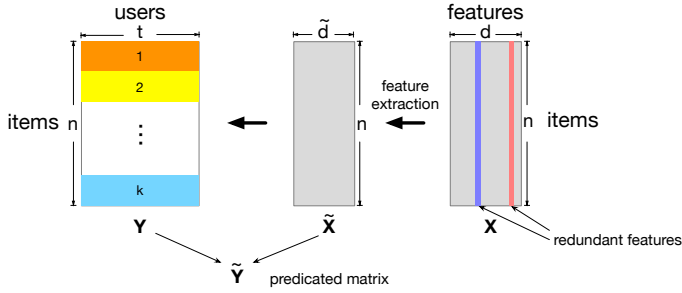 users
features
t
d̃
d
1
2
⋮
k
items
n
n
feature
extraction
n
items
Y
X̃
X
redundant features
Ỹ
predicated matrix